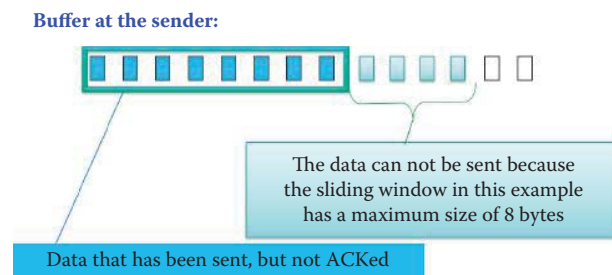 Buffer at the sender:
The data can not be sent because
the sliding window in this example
has a maximum size of 8 bytes
Data that has been sent, but not ACKed